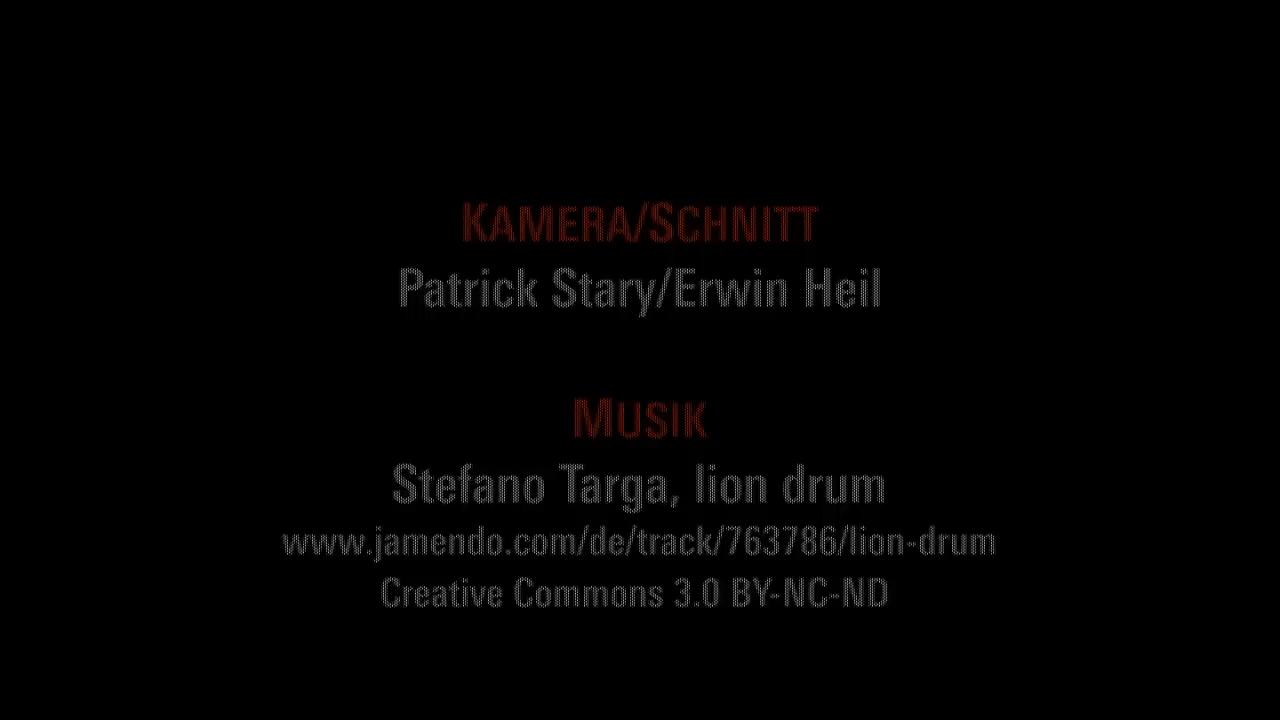 KAMERA/SCHNITT
Patrick Stary/Erwin Heil
MUSIK
Stefano Targa, lion drum
www.jamendo.com/de/track/763786/lion-drum
Creative Commons 3.0 BY-NC-ND